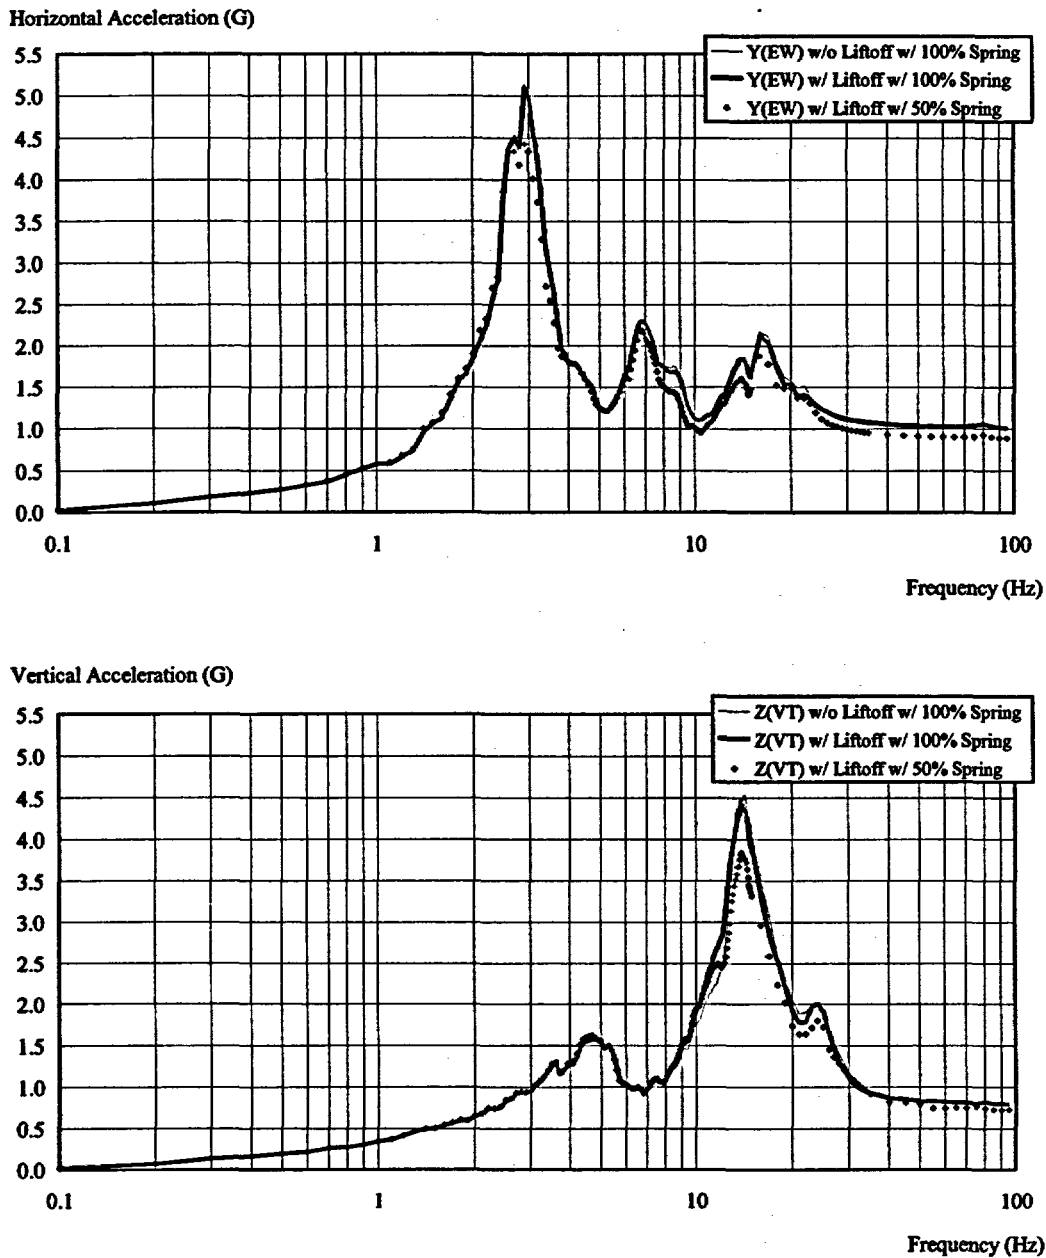 Horizontal Acceleration (G)
5.5
5.0
4.5
4.0
3.5
3.0
2.5
2.0
1.5
1.0
0.5
0.0
Y(EW) w/o Liftoff w/ 100% Spring
Y(EW) w/ Liftoff w/ 100% Spring
Y(EW) w/ Liftoff w/ 50% Spring
0.1 1 10 100
Frequency (Hz)
Vertical Acceleration (G)
5.5
5.0
4.5
4.0
3.5
3.0
2.5
2.0
1.5
1.0
0.5
0.0
Z(VT) w/o Liftoff w/ 100% Spring
Z(VT) w/ Liftoff w/ 100% Spring
Z(VT) w/ Liftoff w/ 50% Spring
0.1 1 10 100
Frequency (Hz)